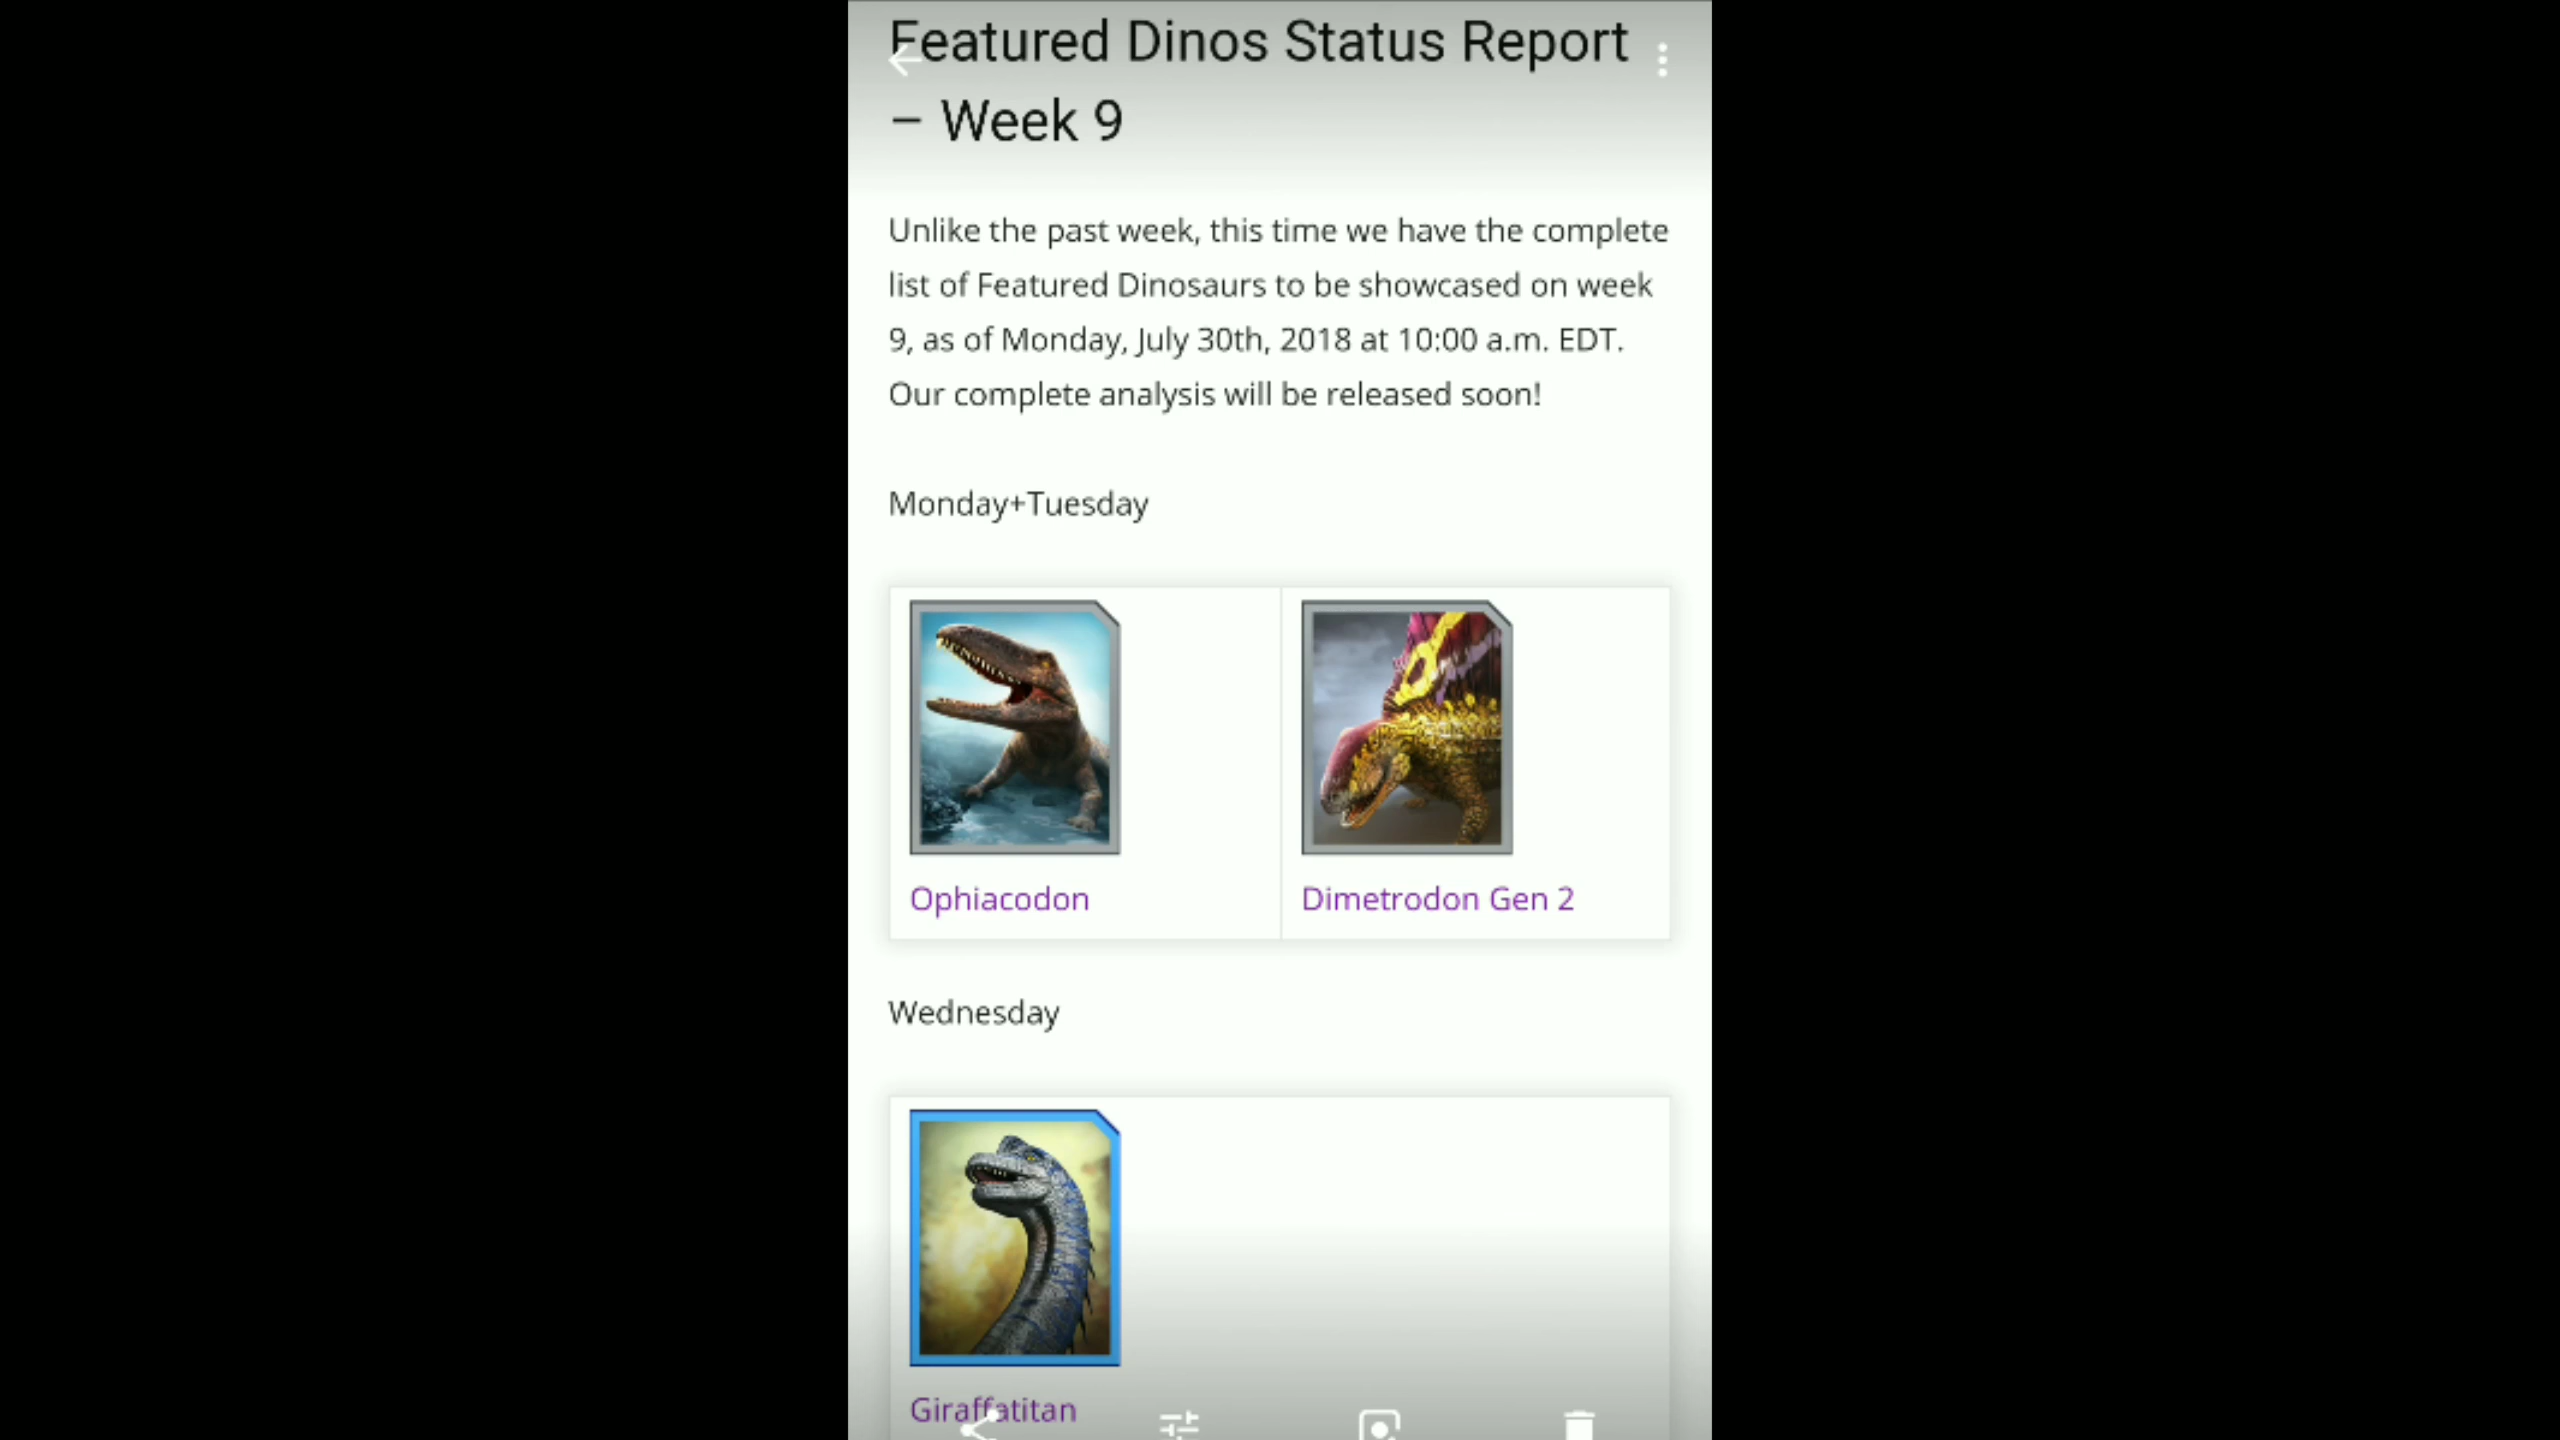 Featured Dinos Status Report
– Week 9
Unlike the past week, this time we have the complete
list of Featured Dinosaurs to be showcased on week
9, as of Monday, July 30th, 2018 at 10:00 a.m. EDT.
Our complete analysis will be released soon!
Monday+Tuesday
Ophiacodon
Dimetrodon Gen 2
Wednesday
Giraffatitan